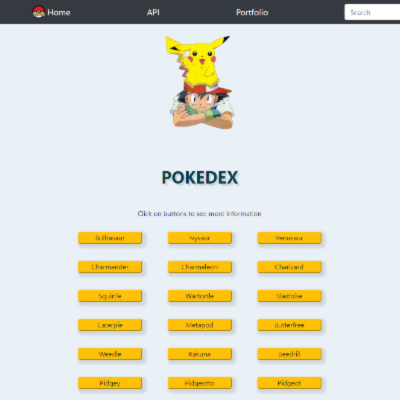 Home API Portfolio Search
POKEDEX
Click on buttons to see more information
Bulbasaur Ivysaur Venusaur
Charmander Charmeleon Charizard
Squirtle Wartortle Blastoise
Caterpie Metapod Butterfree
Weedle Kakuna Beedrill
Pidgey Pidgeotto Pidgeot